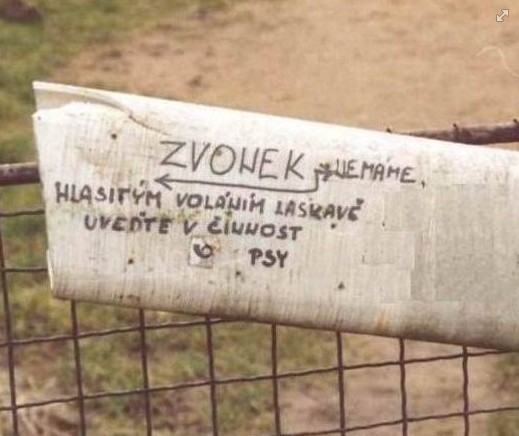 ZVONEK NEMÁME,
HLASITÝM VOLÁNÍM LASKAVĚ
UVEĎTE V ČINNOST
PSY